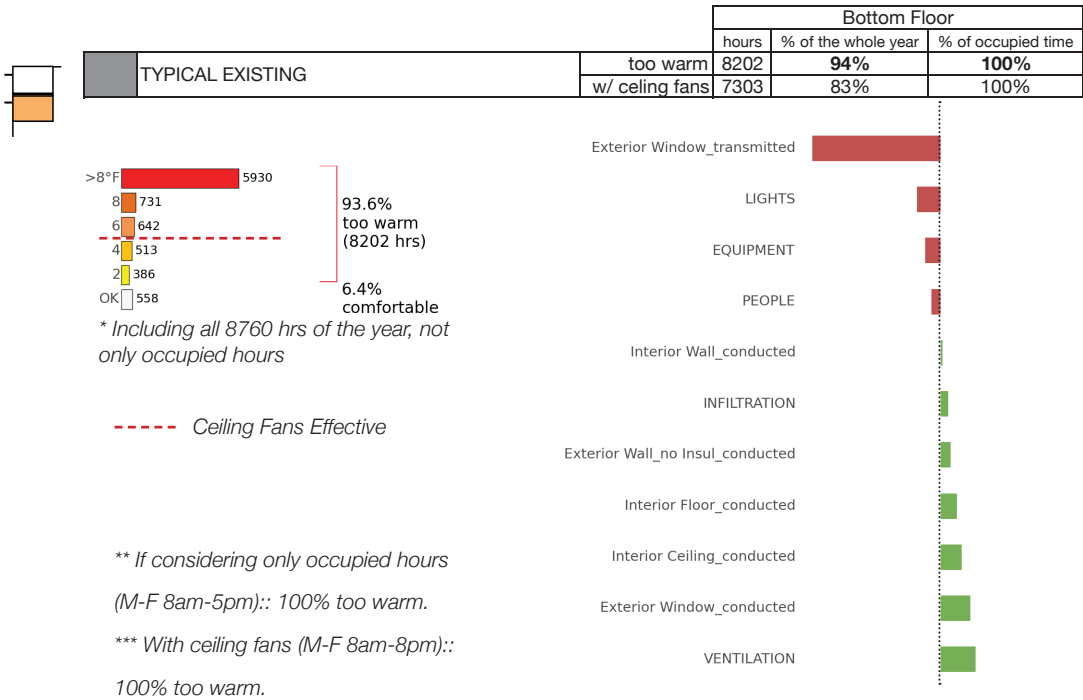 Bottom Floor
hours % of the whole year % of occupied time
TYPICAL EXISTING too warm 8202 94% 100%
w/ celing fans 7303 83% 100%
>8°F 5930
8 731
6 642
4 513
2 386
OK 558
93.6%
too warm
(8202 hrs)
6.4%
comfortable
* Including all 8760 hrs of the year, not
only occupied hours
Ceiling Fans Effective
** If considering only occupied hours
(M-F 8am-5pm):: 100% too warm.
*** With ceiling fans (M-F 8am-8pm)::
100% too warm.
Exterior Window_transmitted
LIGHTS
EQUIPMENT
PEOPLE
Interior Wall_conducted
INFILTRATION
Exterior Wall_no Insul_conducted
Interior Floor_conducted
Interior Ceiling_conducted
Exterior Window_conducted
VENTILATION